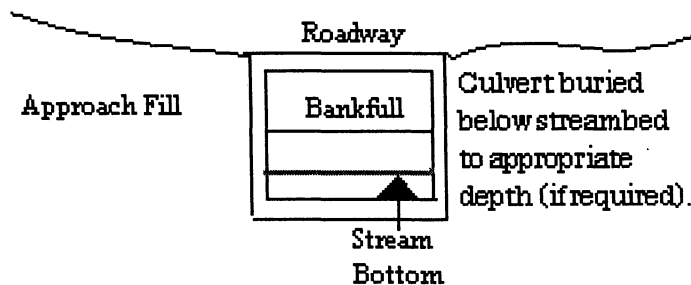 Roadway
Approach Fill
Bankfull
Culvert buried
below streambed
to appropriate
depth (if required).
Stream
Bottom